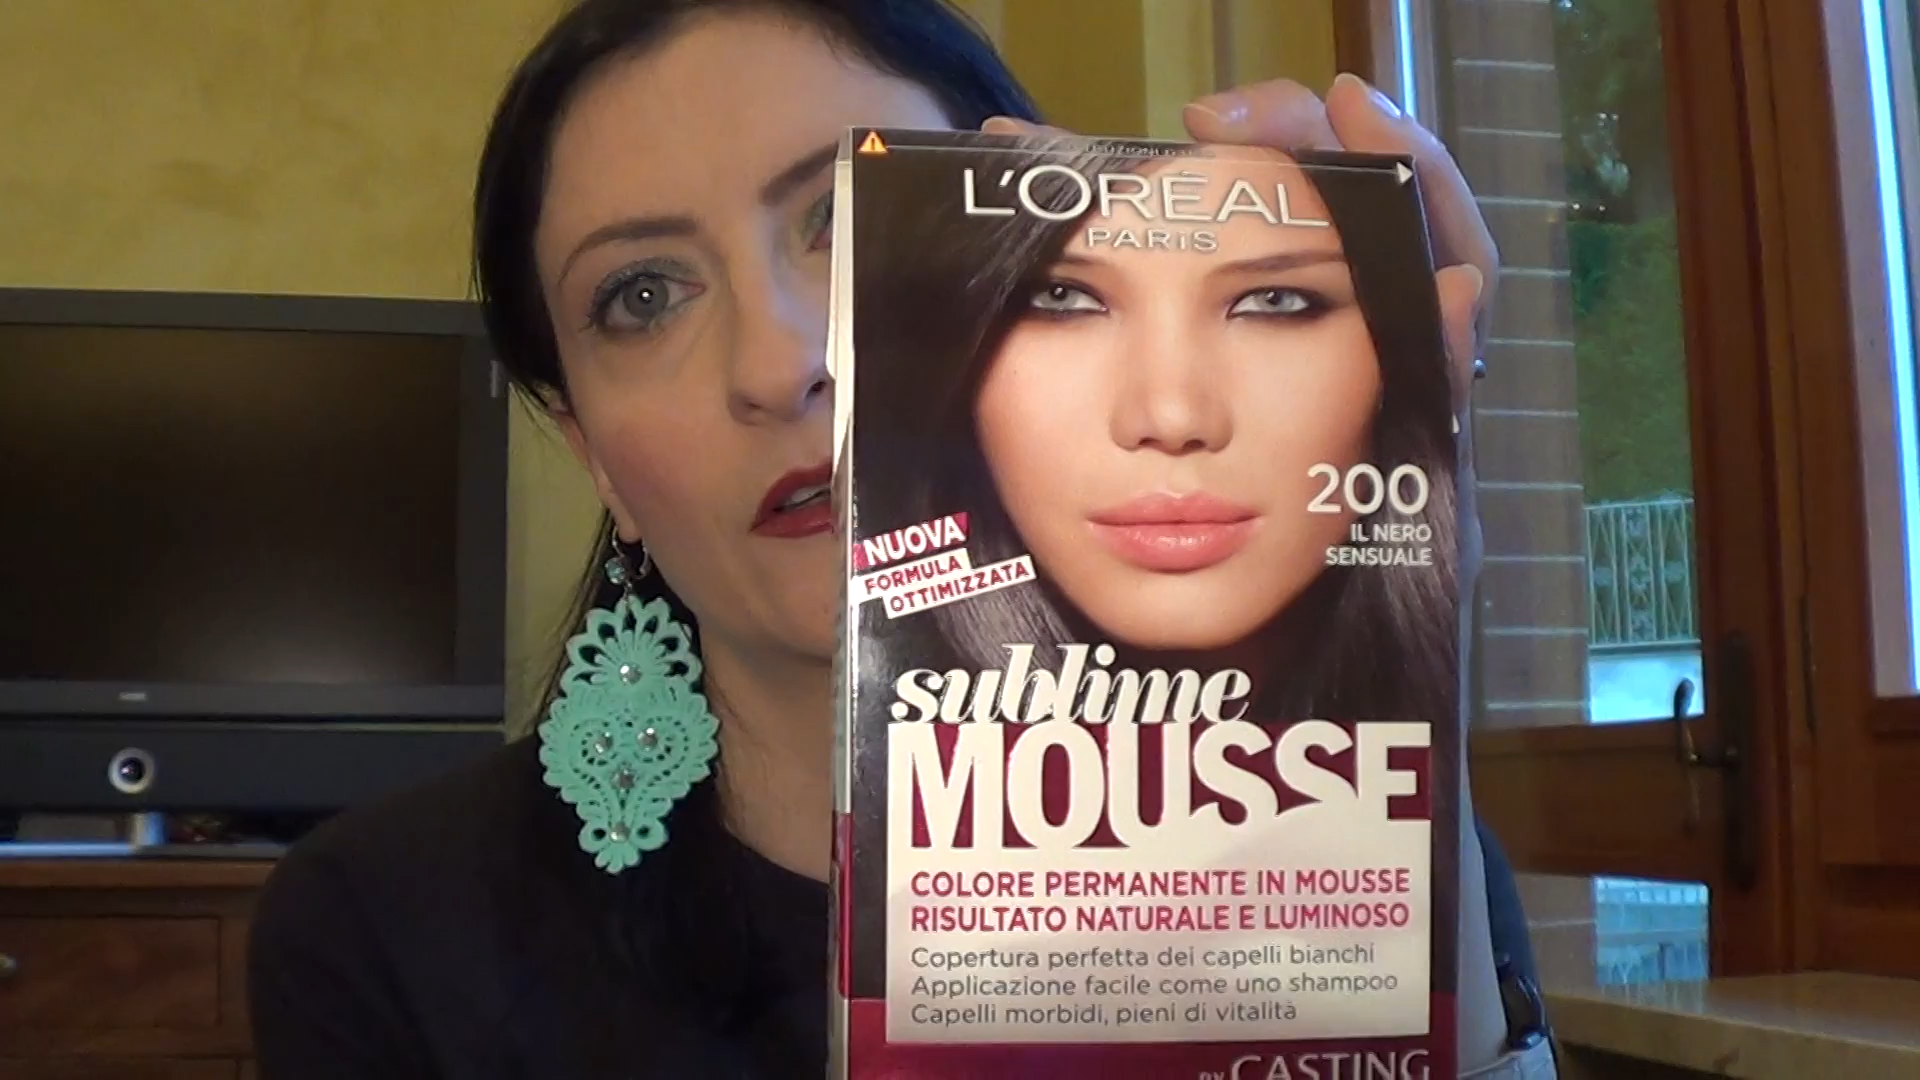 L'ORÉAL
PARIS
200
IL NERO
SENSUALE
NUOVA
FORMULA
OTTIMIZZATA
sublime
MOUSSE
COLORE PERMANENTE IN MOUSSE
RISULTATO NATURALE E LUMINOSO
Copertura perfetta dei capelli bianchi
Applicazione facile come uno shampoo
Capelli morbidi, pieni di vitalità
BY CASTING